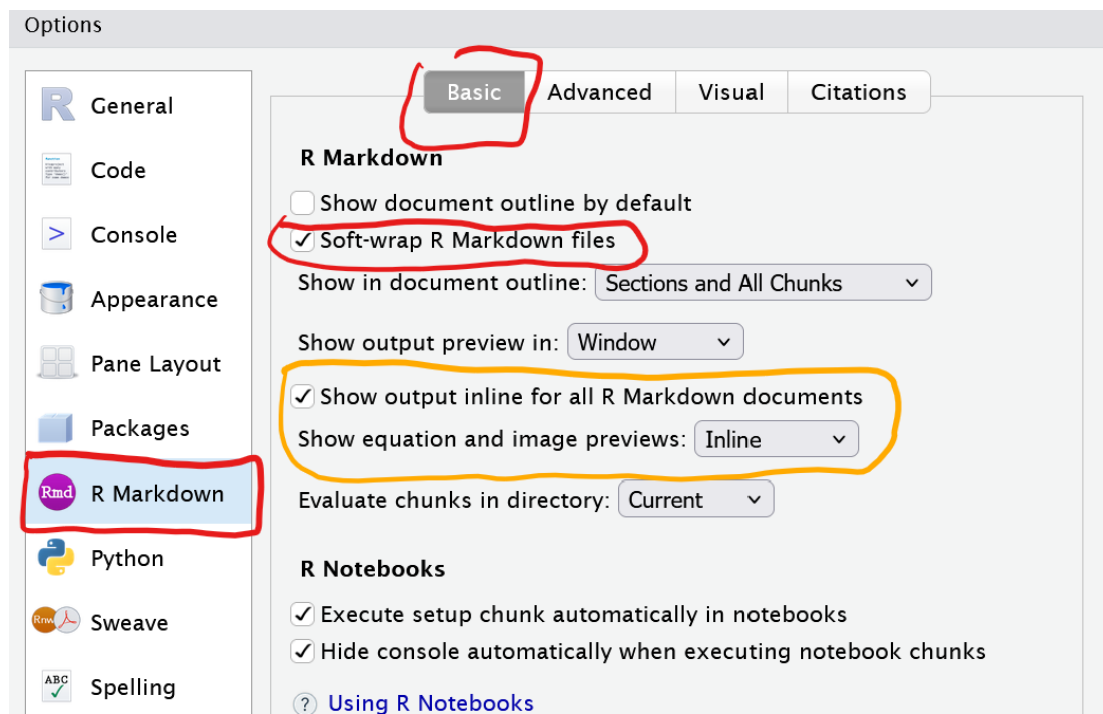 Options
General
Code
Console
Appearance
Pane Layout
Packages
Rmd R Markdown
Python
Rnw Sweave
ABC Spelling
Basic Advanced Visual Citations
R Markdown
Show document outline by default
Soft-wrap R Markdown files
Show in document outline: Sections and All Chunks
Show output preview in: Window
Show output inline for all R Markdown documents
Show equation and image previews: Inline
Evaluate chunks in directory: Current
R Notebooks
Execute setup chunk automatically in notebooks
Hide console automatically when executing notebook chunks
? Using R Notebooks